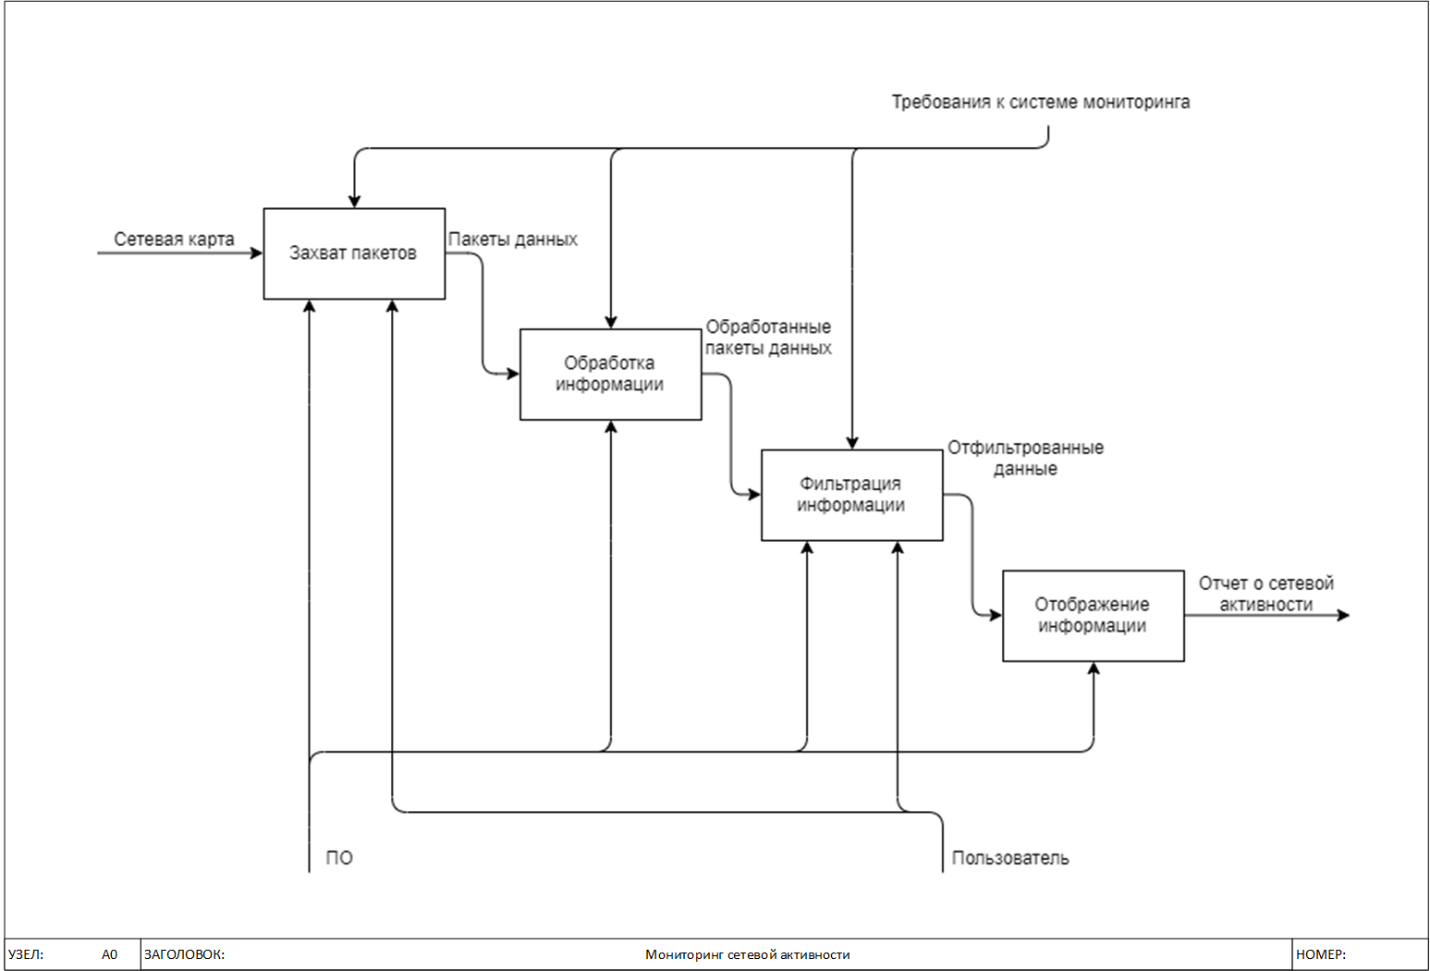 Требования к системе мониторинга
Сетевая карта
Захват пакетов
Пакеты данных
Обработка
информации
Обработанные
пакеты данных
Фильтрация
информации
Отфильтрованные
данные
Отображение
информации
Отчет о сетевой
активности
ПО
Пользователь
УЗЕЛ: А0 ЗАГОЛОВОК: Мониторинг сетевой активности НОМЕР: